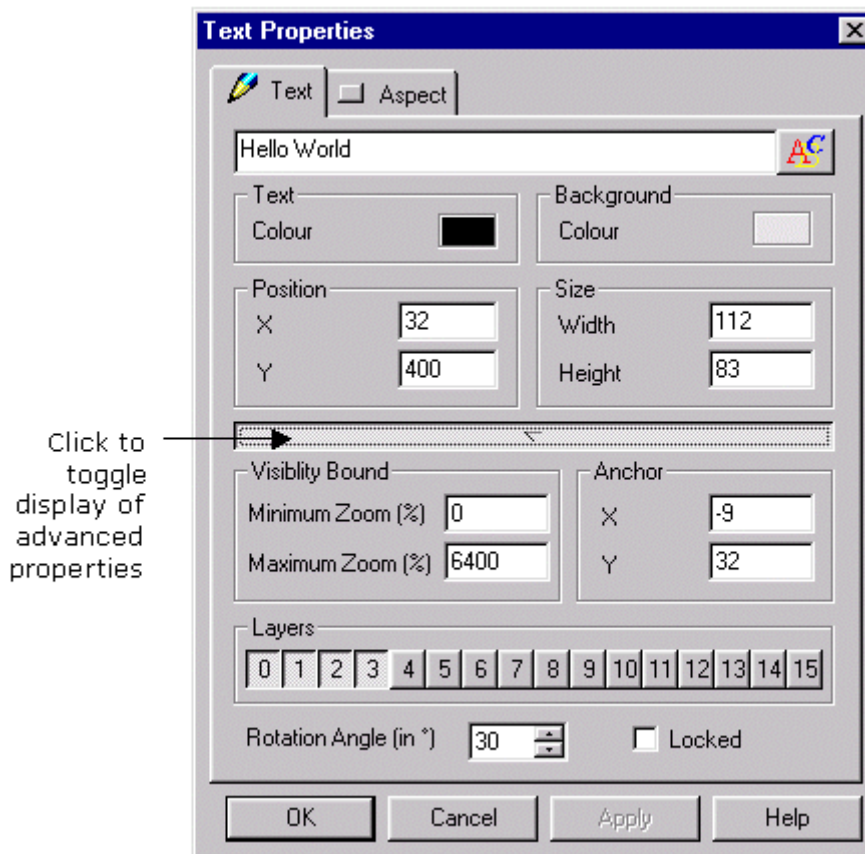 Text Properties
Text Aspect
Hello World
Text Background
Colour Colour
Position Size
X 32 Width 112
Y 400 Height 83
Click to
toggle
display of
advanced
properties
Visiblity Bound Anchor
Minimum Zoom (%) 0 X -9
Maximum Zoom (%) 6400 Y 32
Layers
0 1 2 3 4 5 6 7 8 9 10 11 12 13 14 15
Rotation Angle (in °) 30 Locked
OK Cancel Apply Help